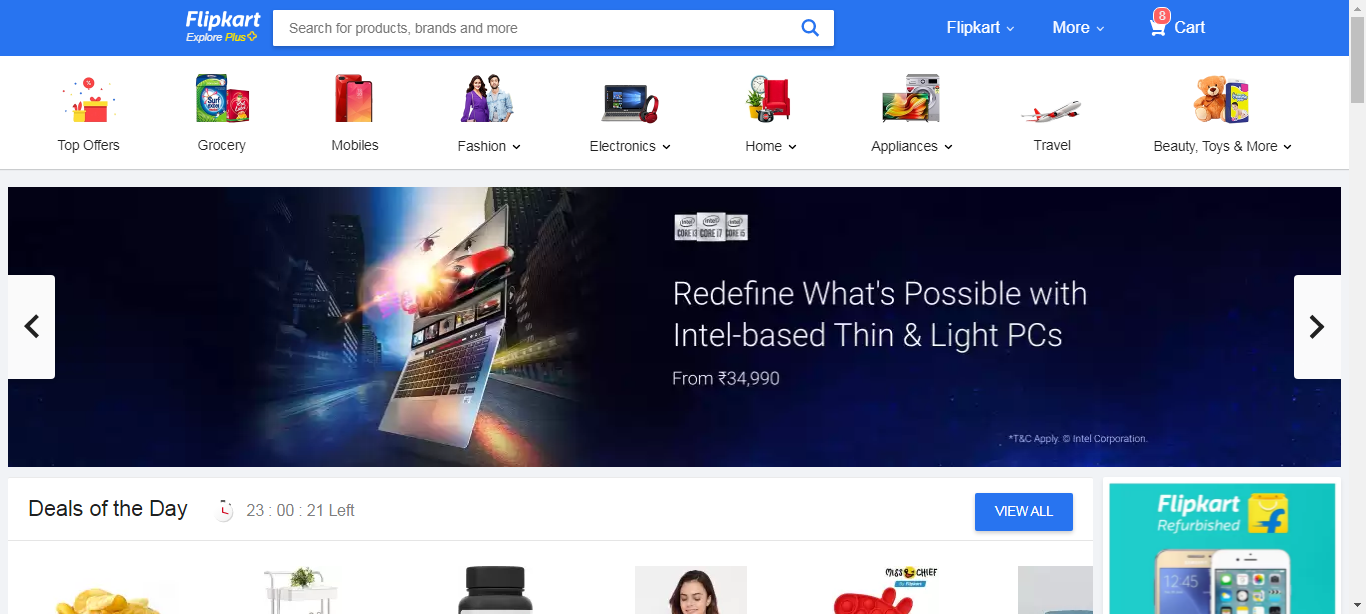 Flipkart
Explore Plus
Search for products, brands and more
Flipkart
More
8
Cart
Top Offers
Grocery
Mobiles
Fashion
Electronics
Home
Appliances
Travel
Beauty, Toys & More
intel
CORE i3
intel
CORE i7
intel
CORE i5
Redefine What's Possible with
Intel-based Thin & Light PCs
From ₹34,990
*T&C Apply. © Intel Corporation.
Deals of the Day
23 : 00 : 21 Left
VIEW ALL
Flipkart
Refurbished
12:45
MISS CHIEF
By Flipkart